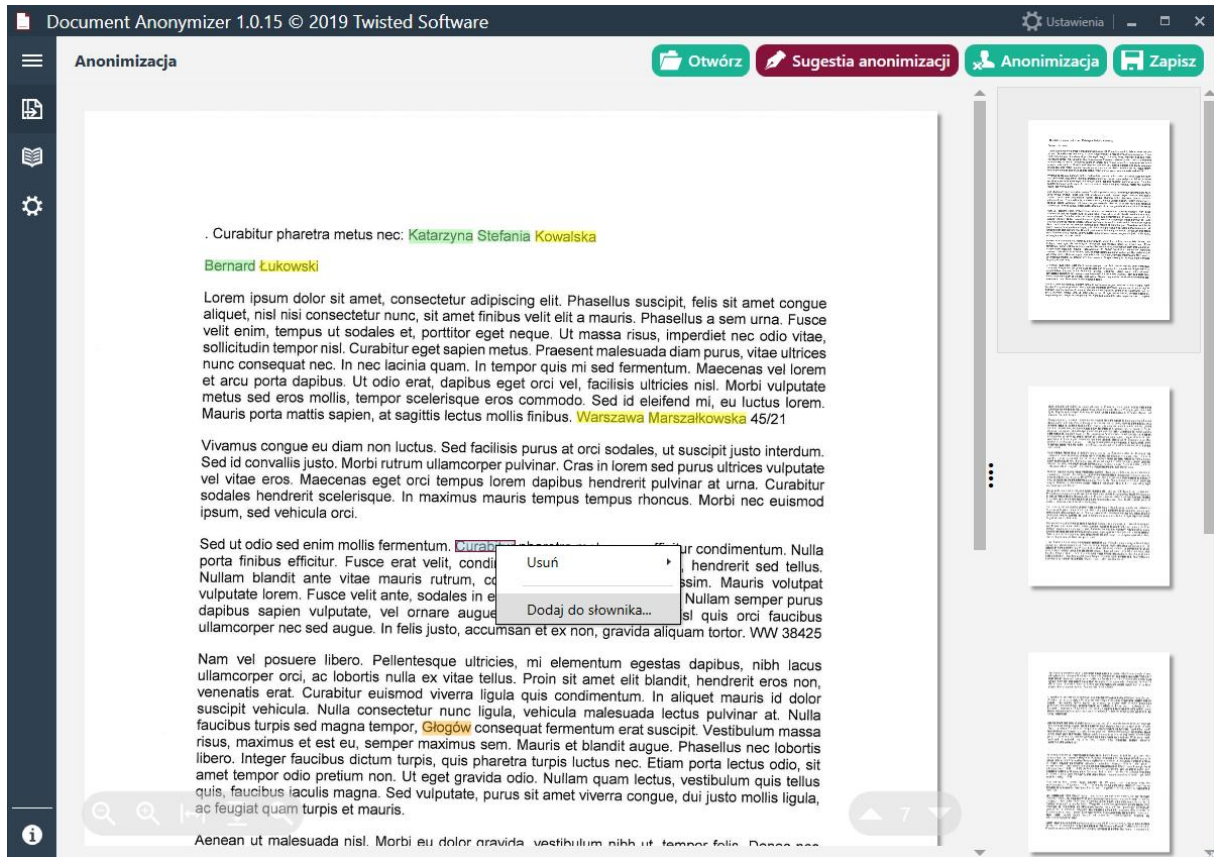 Document Anonymizer 1.0.15 © 2019 Twisted Software
Ustawienia
Anonimizacja
Otwórz
Sugestia anonimizacji
Anonimizacja
Zapisz
. Curabitur pharetra metus nec: Katarzyna Stefania Kowalska
Bernard Łukowski
Lorem ipsum dolor sit amet, consectetur adipiscing elit. Phasellus suscipit, felis sit amet congue
aliquet, nisl nisi consectetur nunc, sit amet finibus velit elit a mauris. Phasellus a sem urna. Fusce
velit enim, tempus ut sodales et, porttitor eget neque. Ut massa risus, imperdiet nec odio vitae,
sollicitudin tempor nisl. Curabitur eget sapien metus. Praesent malesuada diam purus, vitae ultrices
nunc consequat nec. In nec lacinia quam. In tempor quis mi sed fermentum. Maecenas vel lorem
et arcu porta dapibus. Ut odio erat, dapibus eget orci vel, facilisis ultricies nisl. Morbi vulputate
metus sed eros mollis, tempor scelerisque eros commodo. Sed id eleifend mi, eu luctus lorem.
Mauris porta mattis sapien, at sagittis lectus mollis finibus. Warszawa Marszałkowska 45/21
Vivamus congue eu diam non luctus. Sed facilisis purus at orci sodales, ut suscipit justo interdum.
Sed id convallis justo. Morbi rutrum ullamcorper pulvinar. Cras in lorem sed purus ultrices vulputate
vel vitae eros. Maecenas eget orci tempus lorem dapibus hendrerit pulvinar at urna. Curabitur
sodales hendrerit scelerisque. In maximus mauris tempus tempus rhoncus. Morbi nec euismod
ipsum, sed vehicula orci.
Sed ut odio sed enim mollis fermentum. condimentum. Nulla
porta finibus efficitur. Fusce erat velit, hendrerit sed tellus.
Nullam blandit ante vitae mauris rutrum, Mauris volutpat
vulputate lorem. Fusce velit ante, sodales in Nullam semper purus
dapibus sapien vulputate, vel ornare quis orci faucibus
ullamcorper nec sed augue. In felis justo, accumsan et ex non, gravida aliquam tortor. WW 38425
Usuń
Dodaj do słownika...
Nam vel posuere libero. Pellentesque ultricies, mi elementum egestas dapibus, nibh lacus
ullamcorper orci, ac lobortis nulla ex vitae tellus. Proin sit amet elit blandit, hendrerit eros non,
venenatis erat. Curabitur euismod viverra ligula quis condimentum. In aliquet mauris id dolor
suscipit vehicula. Nulla consectetur nunc ligula, vehicula malesuada lectus pulvinar at. Nulla
faucibus turpis sed magna tempor, Głogów consequat fermentum erat suscipit. Vestibulum massa
risus, maximus et est eu, semper maximus sem. Mauris et blandit augue. Phasellus nec lobortis
libero. Integer faucibus dictum turpis, quis pharetra turpis luctus nec. Etiam porta lectus odio, sit
amet tempor odio pretium non. Ut eget gravida odio. Nullam quam lectus, vestibulum quis tellus
quis, faucibus iaculis magna. Sed vulputate, purus sit amet viverra congue, dui justo mollis ligula,
ac feugiat quam turpis et mauris.
7
Aenean ut malesuada nisl. Morbi eu dolor gravida, vestibulum nibh ut, tempor felis. Donec nec